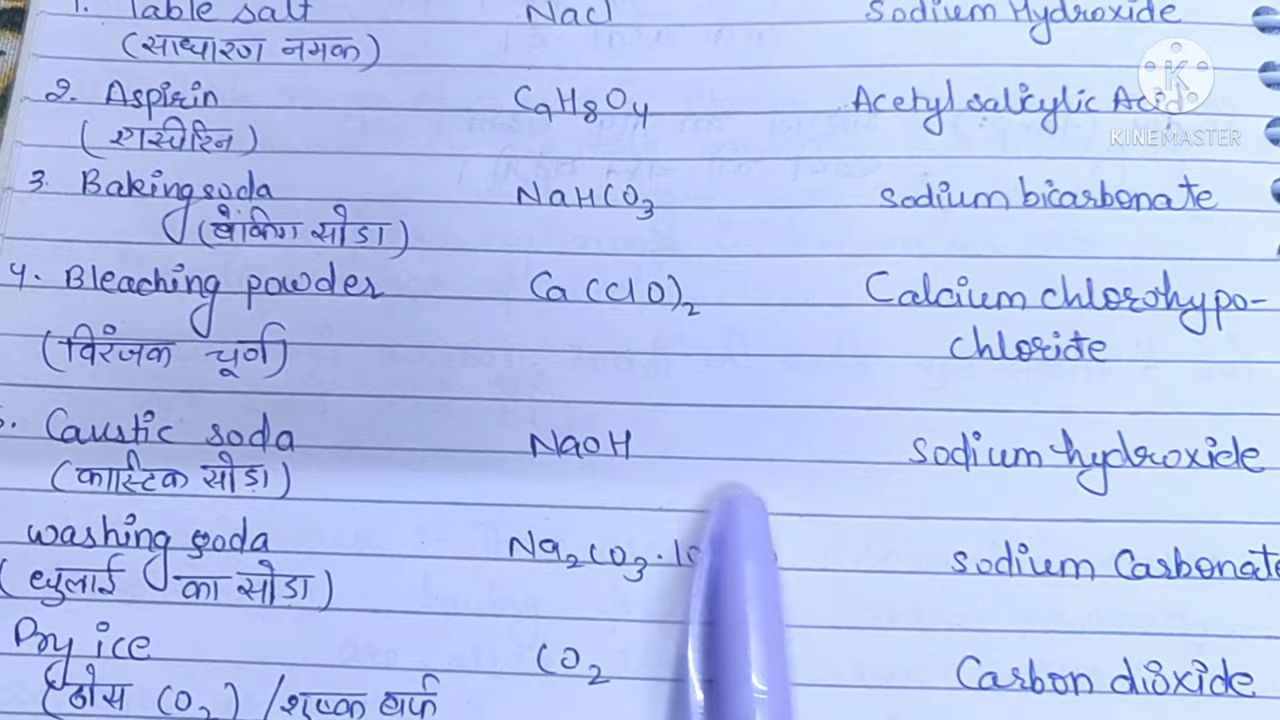 1. Table salt NaCl Sodium Hydroxide
(साधारण नमक)
2. Aspirin C9H8O4 Acetyl salicylic Acid
(एस्पिरिन)
KINEMASTER
3. Baking soda NaHCO3 Sodium bicarbonate
(बेकिंग सोडा)
4. Bleaching powder Ca(ClO)2 Calcium chlorohypo-
(विरंजक चूर्ण) chloride
5. Caustic soda NaOH Sodium hydroxide
(कास्टिक सोड़ा)
washing soda Na2CO3.10 Sodium Carbonate
(धुलाई का सोड़ा)
Dry ice CO2 Carbon dioxide
(ठोस CO2) / शुष्क बर्फ